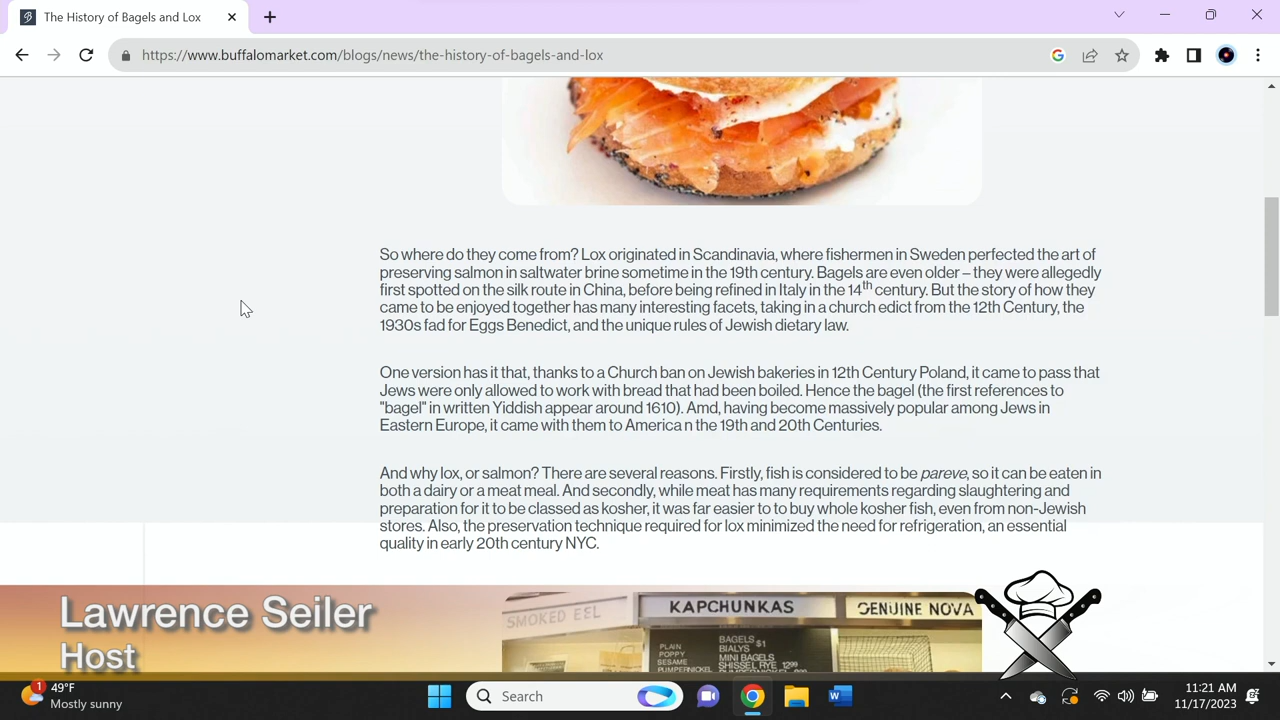 The History of Bagels and Lox
https://www.buffalomarket.com/blogs/news/the-history-of-bagels-and-lox
So where do they come from? Lox originated in Scandinavia, where fishermen in Sweden perfected the art of
preserving salmon in saltwater brine sometime in the 19th century. Bagels are even older – they were allegedly
first spotted on the silk route in China, before being refined in Italy in the 14th century. But the story of how they
came to be enjoyed together has many interesting facets, taking in a church edict from the 12th Century, the
1930s fad for Eggs Benedict, and the unique rules of Jewish dietary law.
One version has it that, thanks to a Church ban on Jewish bakeries in 12th Century Poland, it came to pass that
Jews were only allowed to work with bread that had been boiled. Hence the bagel (the first references to
"bagel" in written Yiddish appear around 1610). Amd, having become massively popular among Jews in
Eastern Europe, it came with them to America n the 19th and 20th Centuries.
And why lox, or salmon? There are several reasons. Firstly, fish is considered to be pareve, so it can be eaten in
both a dairy or a meat meal. And secondly, while meat has many requirements regarding slaughtering and
preparation for it to be classed as kosher, it was far easier to to buy whole kosher fish, even from non-Jewish
stores. Also, the preservation technique required for lox minimized the need for refrigeration, an essential
quality in early 20th century NYC.
Lawrence Seiler
Host
SMOKED EEL
KAPCHUNKAS
GENUINE NOVA
PLAIN
POPPY
SESAME
PUMPERNICKEL
BAGELS $1
BIALYS
MINI BAGELS
SHISSEL RYE 12.99
1
49°F
Mostly sunny
Search
W
11:21 AM
11/17/2023